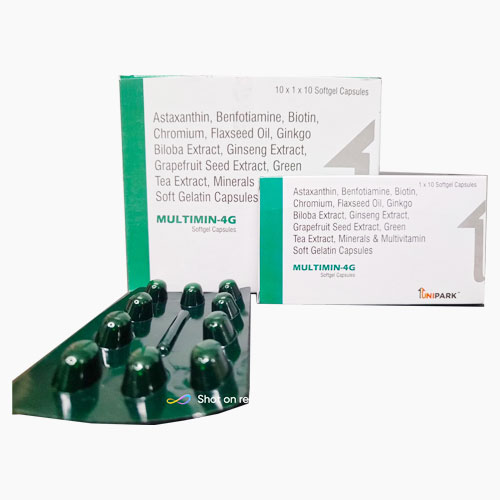 10 x 1 x 10 Softgel Capsules
Astaxanthin, Benfotiamine, Biotin,
Chromium, Flaxseed Oil, Ginkgo
Biloba Extract, Ginseng Extract,
Grapefruit Seed Extract, Green
Tea Extract, Minerals
Soft Gelatin Capsules
MULTIMIN-4G
Softgel Capsules
1 x 10 Softgel Capsules
Astaxanthin, Benfotiamine, Biotin,
Chromium, Flaxseed Oil, Ginkgo
Biloba Extract, Ginseng Extract,
Grapefruit Seed Extract, Green
Tea Extract, Minerals & Multivitamin
Soft Gelatin Capsules
MULTIMIN-4G
Softgel Capsules
UNIPARK
Shot on re